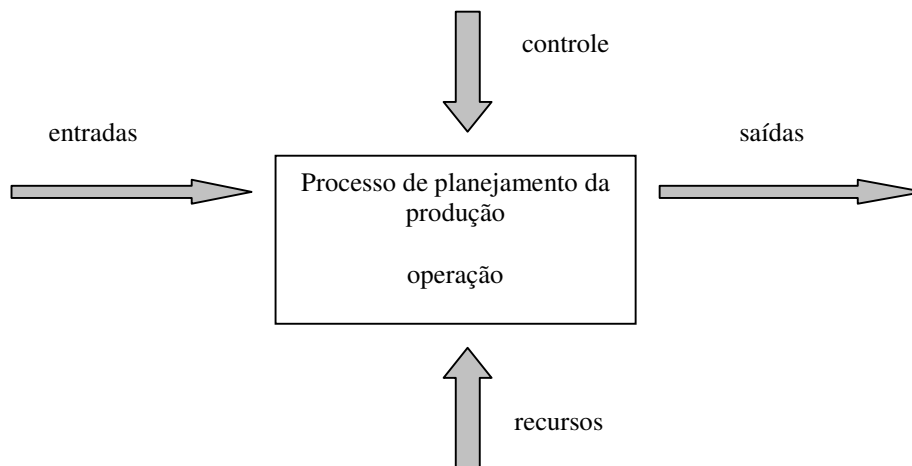 controle
entradas
saídas
Processo de planejamento da
produção
operação
recursos